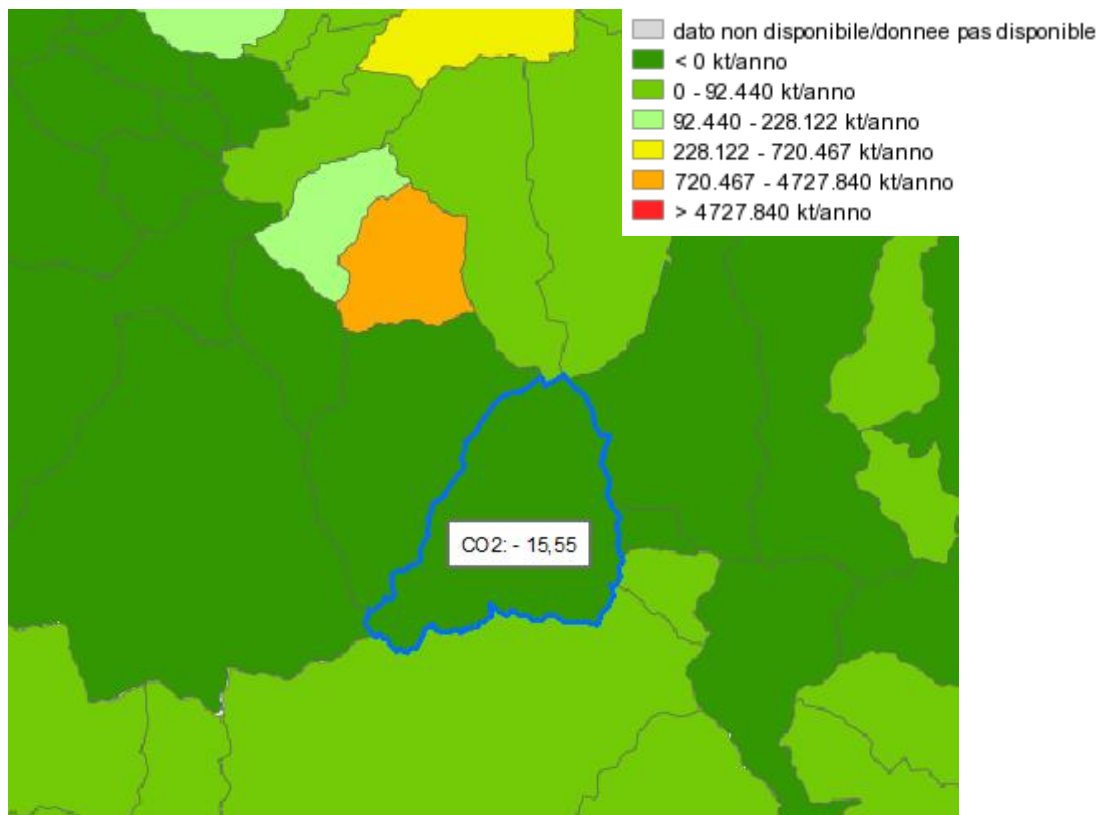 dato non disponibile/donnee pas disponible
< 0 kt/anno
0 - 92.440 kt/anno
92.440 - 228.122 kt/anno
228.122 - 720.467 kt/anno
720.467 - 4727.840 kt/anno
> 4727.840 kt/anno
CO2: - 15,55